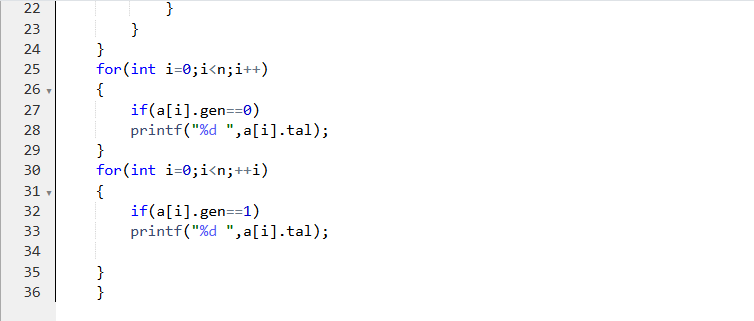 22 }
23 }
24 }
25 for(int i=0;i<n;i++)
26 {
27 if(a[i].gen==0)
28 printf("%d ",a[i].tal);
29 }
30 for(int i=0;i<n;++i)
31 {
32 if(a[i].gen==1)
33 printf("%d ",a[i].tal);
34
35 }
36 }